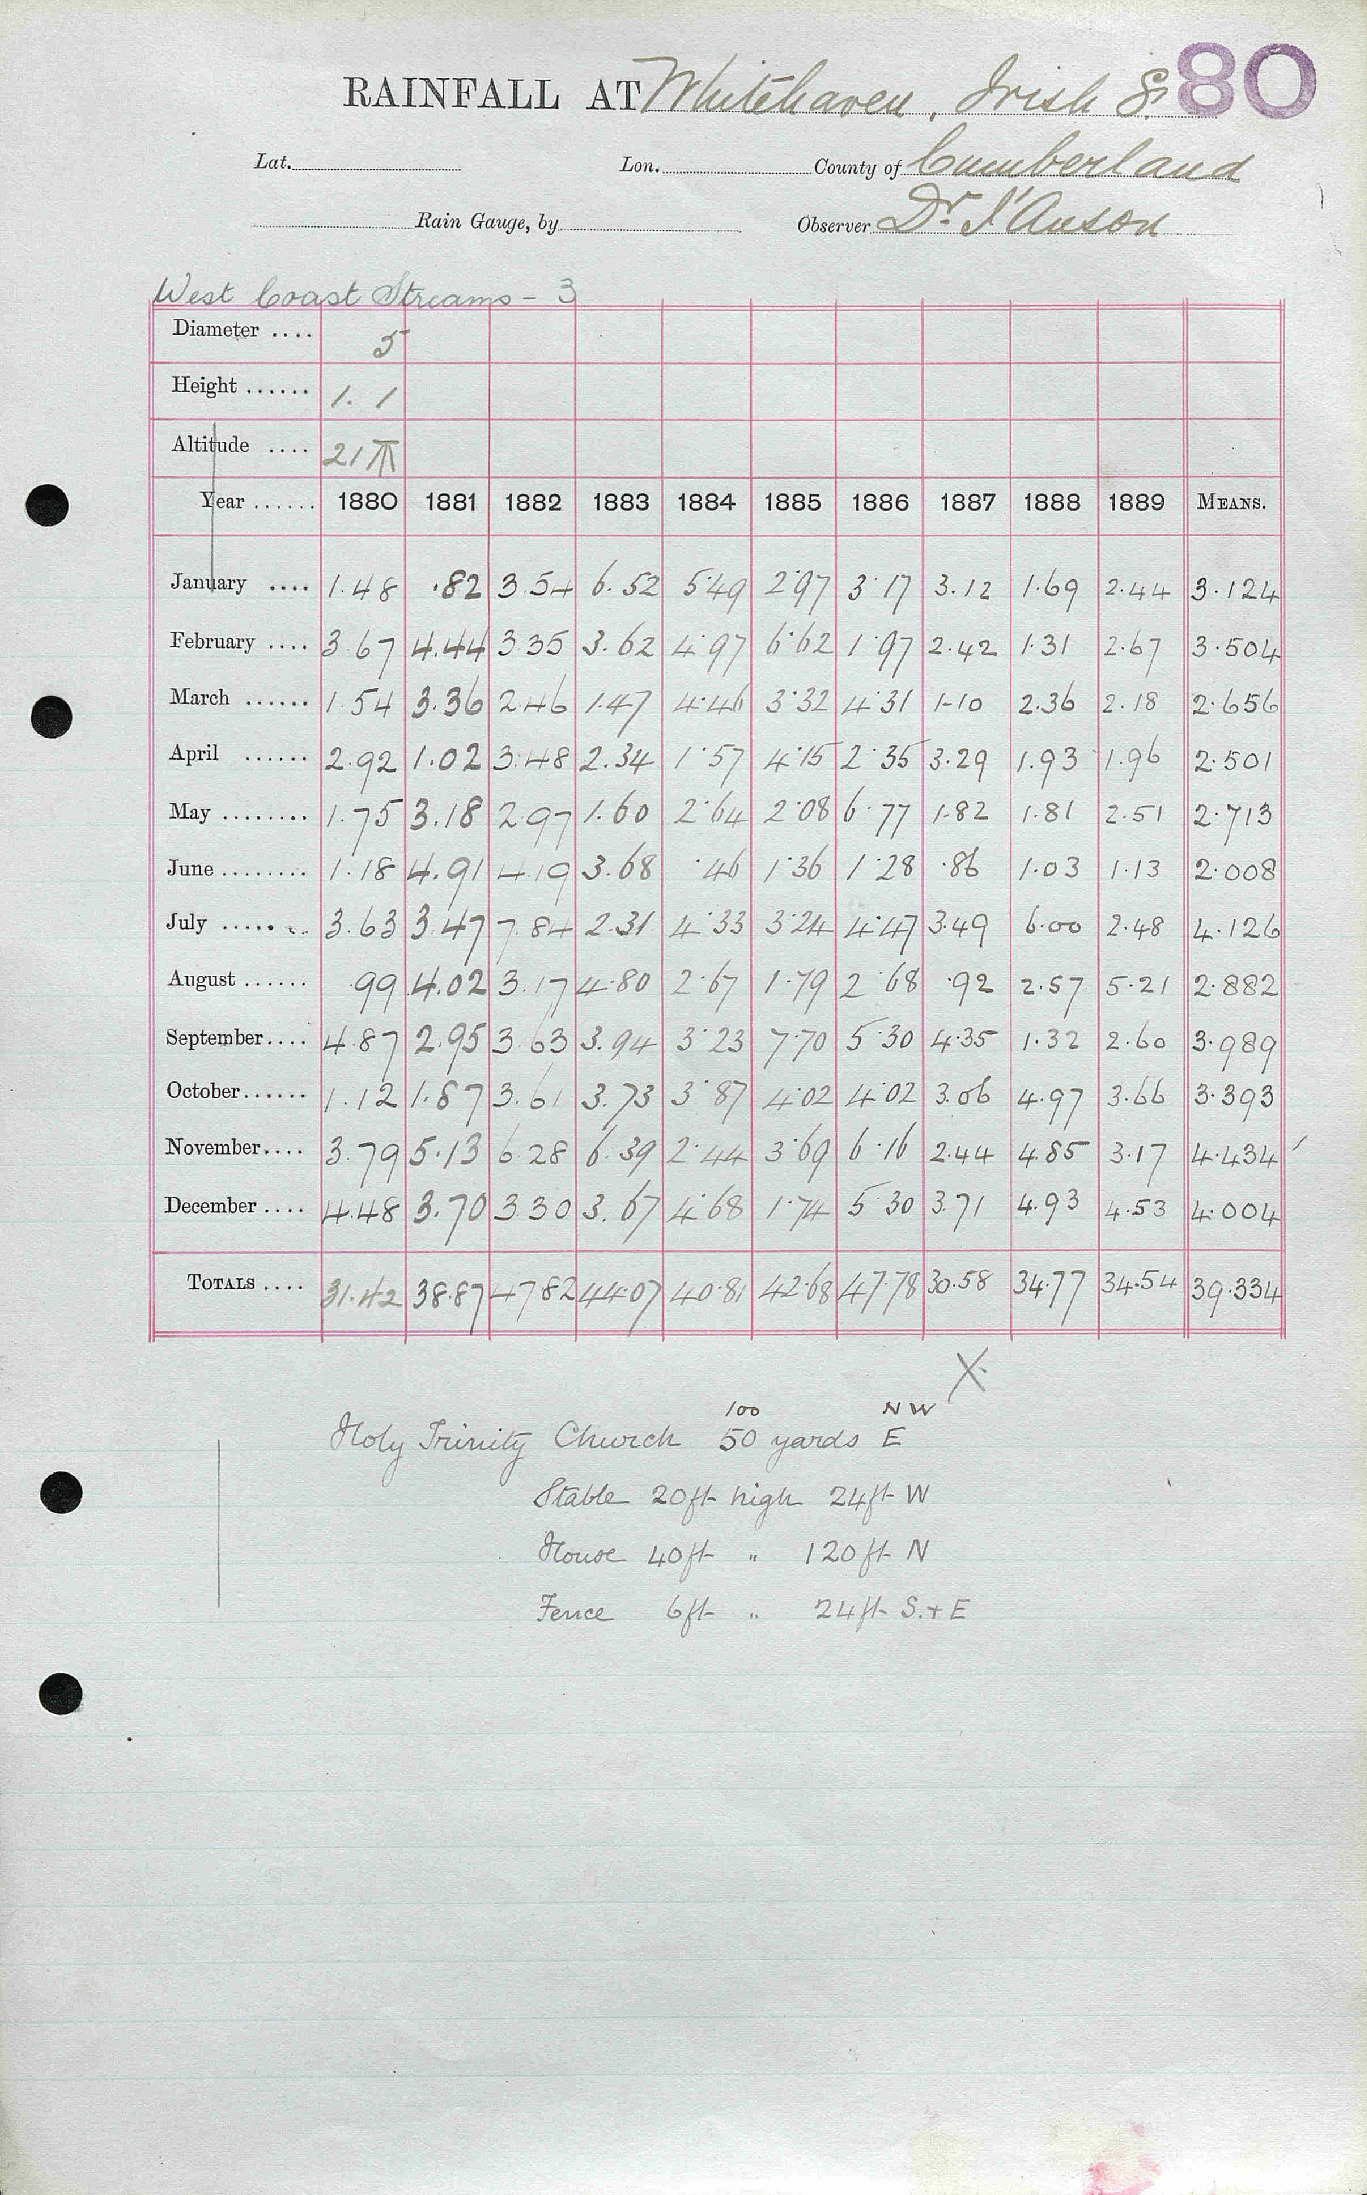 RAINFALL AT Whitehaven, Irish St. 80
Lat. Lon. County of Cumberland
Rain Gauge, by Observer Dr. I'Anson
West Coast Streams - 3
Diameter .... 5
Height ...... 1. 1
Altitude .... 21
Year ...... 1880 1881 1882 1883 1884 1885 1886 1887 1888 1889 MEANS.
January .... 1.48 .82 3.54 6.52 5.49 2.97 3.17 3.12 1.69 2.44 3.124
February .... 3.67 4.44 3.35 3.62 4.97 6.62 1.97 2.42 1.31 2.67 3.504
March ...... 1.54 3.36 2.46 1.47 4.46 3.32 4.31 1.10 2.36 2.18 2.656
April ...... 2.92 1.02 3.48 2.34 1.57 4.15 2.35 3.29 1.93 1.96 2.501
May ........ 1.75 3.18 2.97 1.60 2.64 2.08 6.77 1.82 1.81 2.51 2.713
June ........ 1.18 4.91 4.19 3.68 .46 1.36 1.28 .86 1.03 1.13 2.008
July ........ 3.63 3.47 7.84 2.31 4.33 3.24 4.47 3.49 6.00 2.48 4.126
August ...... .99 4.02 3.17 4.80 2.67 1.79 2.68 .92 2.57 5.21 2.882
September.... 4.87 2.95 3.63 3.94 3.23 7.70 5.30 4.35 1.32 2.60 3.989
October...... 1.12 1.87 3.61 3.73 3.87 4.02 4.02 3.06 4.97 3.66 3.393
November.... 3.79 5.13 6.28 6.39 2.44 3.69 6.16 2.44 4.85 3.17 4.434
December .... 4.48 3.70 3.30 3.67 4.68 1.74 5.30 3.71 4.93 4.53 4.004
TOTALS .... 31.42 38.87 47.82 44.07 40.81 42.68 47.78 30.58 34.77 34.54 39.334
X
100 NW
Holy Trinity Church 50 yards E
Stable 20ft high 24ft W
House 40ft " 120ft N
Fence 6ft " 24ft S. + E